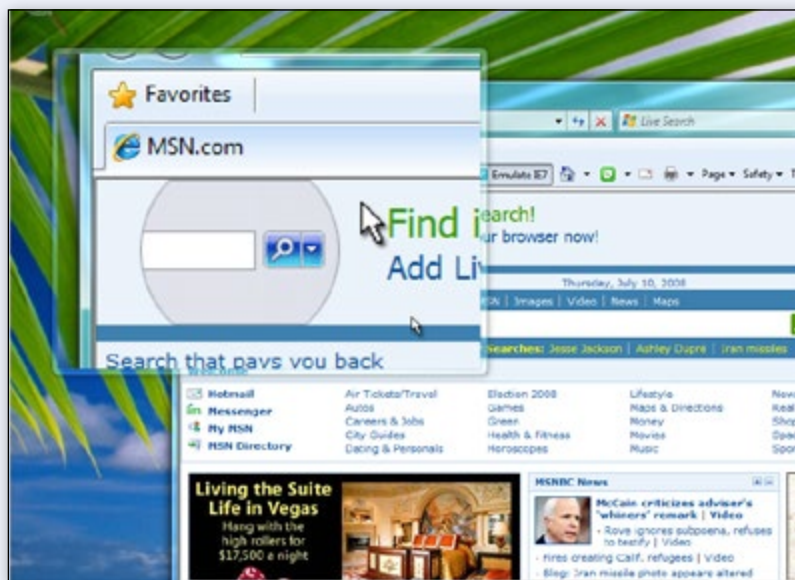 Favorites
MSN.com
Live Search
Emulate IE7
Page
Safety
Find
earch!
ur browser now!
Add Li
Thursday, July 10, 2008
Images | Video | News | Maps
Search that pays you back
Searches: Jesse Jackson | Ashley Dupre | Iran missiles
Hotmail
Messenger
My MSN
MSN Directory
Air Tickets/Travel
Autos
Careers & Jobs
City Guides
Dating & Personals
Election 2008
Games
Green
Health & Fitness
Horoscopes
Lifestyle
Maps & Directions
Money
Movies
Music
Living the Suite
Life in Vegas
Hang with the
high rollers for
$17,500 a night
MSNBC News
McCain criticizes adviser's
'whiners' remark | Video
- Rove ignores subpoena, refuses
to testify | Video
- Fires creating Calif. refugees | Video
- Blog: Iran missile photo appears altered